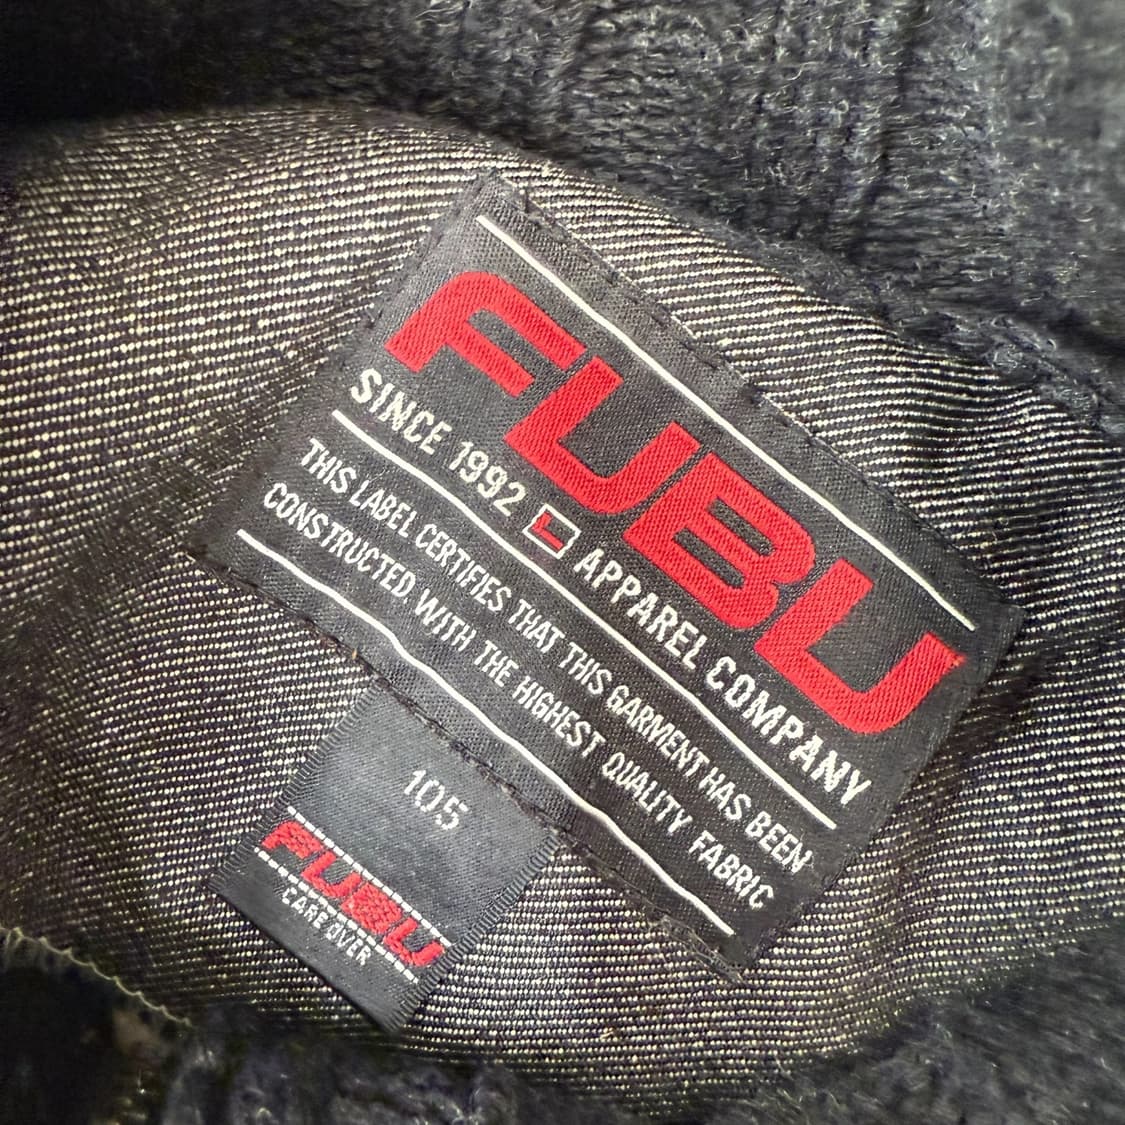 FUBU
SINCE 1992 APPAREL COMPANY
THIS LABEL CERTIFIES THAT THIS GARMENT HAS BEEN
CONSTRUCTED WITH THE HIGHEST QUALITY FABRIC
105
FUBU
CARE OVER